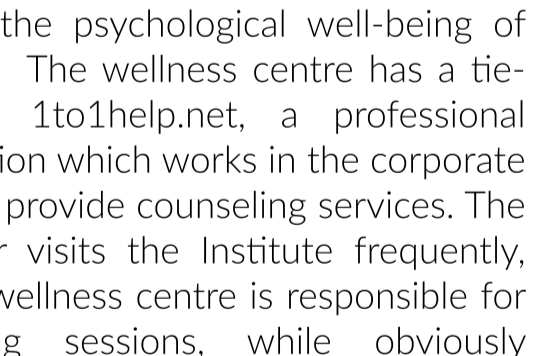 the psychological well-being of
The wellness centre has a tie-
1to1help.net, a professional
which works in the corporate
provide counseling services. The
visits the Institute frequently,
wellness centre is responsible for
sessions, while obviously